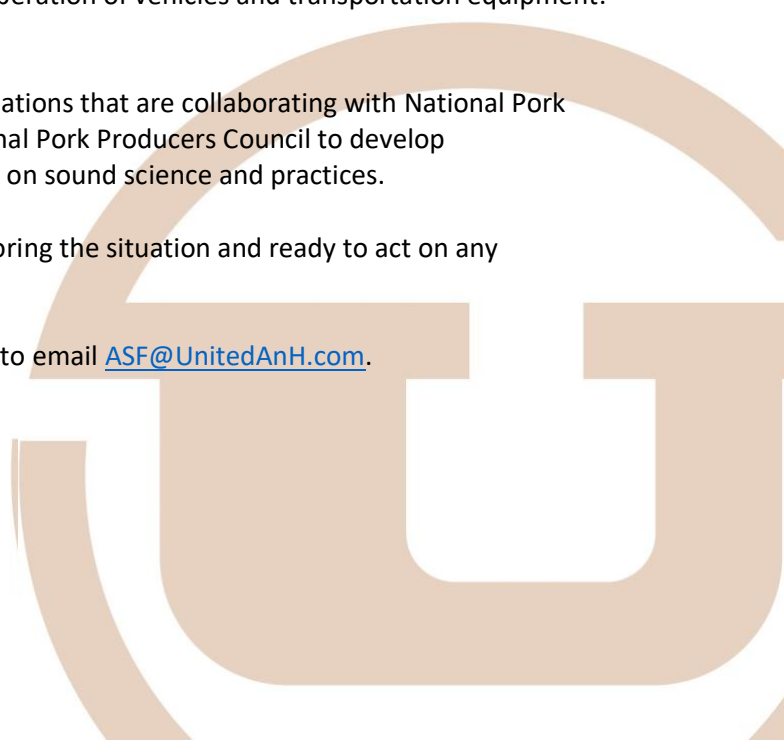 of vehicles and transportation equipment.
ations that are collaborating with National Pork
nal Pork Producers Council to develop
on sound science and practices.
oring the situation and ready to act on any
to email ASF@UnitedAnH.com.
U